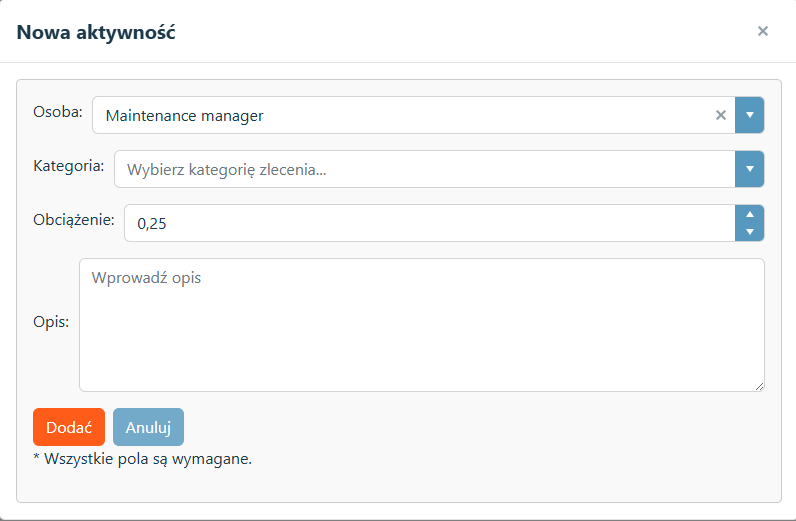 Nowa aktywność
Osoba: Maintenance manager
Kategoria: Wybierz kategorię zlecenia...
Obciążenie: 0,25
Wprowadź opis
Opis:
Dodać Anuluj
* Wszystkie pola są wymagane.